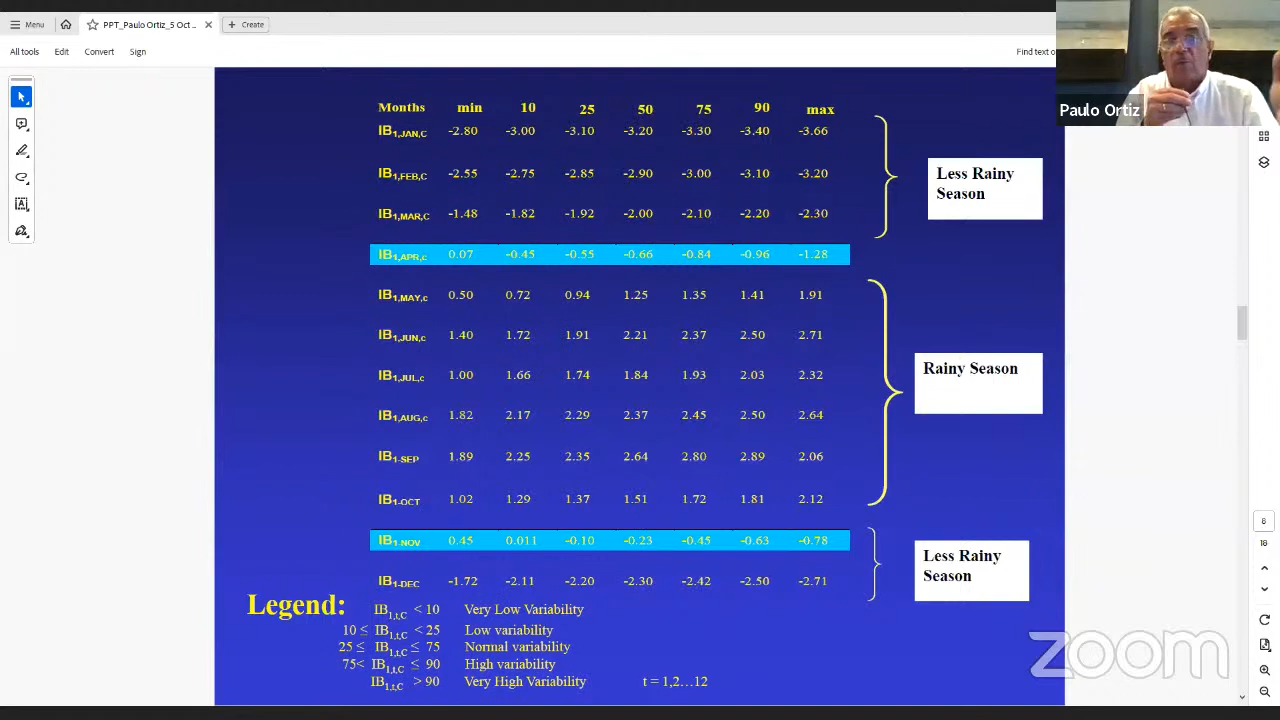 Menu PPT_Paulo Ortiz_5 Oct... + Create
All tools Edit Convert Sign Find text o
Paulo Ortiz
Months min 10 25 50 75 90 max
IB1,JAN,C -2.80 -3.00 -3.10 -3.20 -3.30 -3.40 -3.66
IB1,FEB,C -2.55 -2.75 -2.85 -2.90 -3.00 -3.10 -3.20
IB1,MAR,C -1.48 -1.82 -1.92 -2.00 -2.10 -2.20 -2.30
Less Rainy
Season
IB1,APR,c 0.07 -0.45 -0.55 -0.66 -0.84 -0.96 -1.28
IB1,MAY,c 0.50 0.72 0.94 1.25 1.35 1.41 1.91
IB1,JUN,c 1.40 1.72 1.91 2.21 2.37 2.50 2.71
IB1,JUL,c 1.00 1.66 1.74 1.84 1.93 2.03 2.32
IB1,AUG,c 1.82 2.17 2.29 2.37 2.45 2.50 2.64
IB1-SEP 1.89 2.25 2.35 2.64 2.80 2.89 2.06
IB1-OCT 1.02 1.29 1.37 1.51 1.72 1.81 2.12
Rainy Season
IB1-NOV 0.45 0.011 -0.10 -0.23 -0.45 -0.63 -0.78
IB1-DEC -1.72 -2.11 -2.20 -2.30 -2.42 -2.50 -2.71
Less Rainy
Season
Legend: IB1,t,C < 10 Very Low Variability
10 ≤ IB1,t,C < 25 Low variability
25 ≤ IB1,t,C ≤ 75 Normal variability
75< IB1,t,C ≤ 90 High variability
IB1,t,C > 90 Very High Variability t = 1,2…12
8
18
zoom